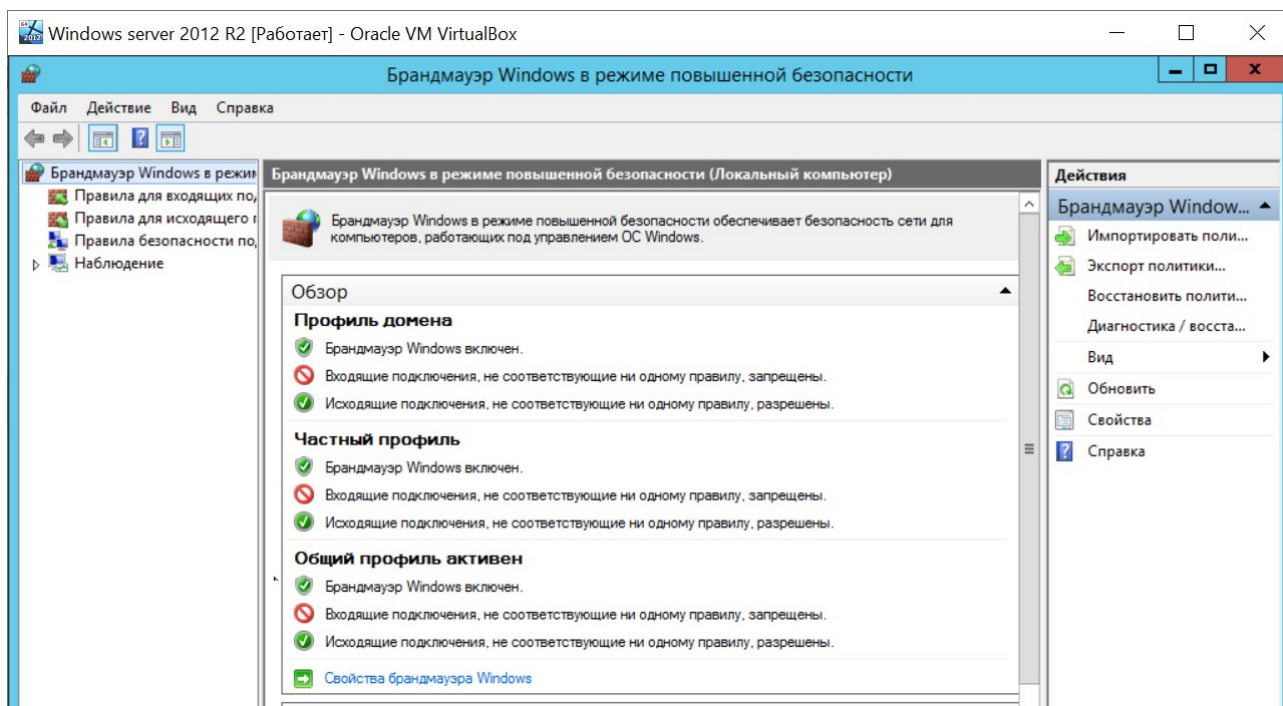 Windows server 2012 R2 [Работает] - Oracle VM VirtualBox
Брандмауэр Windows в режиме повышенной безопасности
Файл Действие Вид Справка
Брандмауэр Windows в режим
Правила для входящих по,
Правила для исходящего г
Правила безопасности по,
Наблюдение
Брандмауэр Windows в режиме повышенной безопасности (Локальный компьютер)
Брандмауэр Windows в режиме повышенной безопасности обеспечивает безопасность сети для
компьютеров, работающих под управлением ОС Windows.
Обзор
Профиль домена
Брандмауэр Windows включен.
Входящие подключения, не соответствующие ни одному правилу, запрещены.
Исходящие подключения, не соответствующие ни одному правилу, разрешены.
Частный профиль
Брандмауэр Windows включен.
Входящие подключения, не соответствующие ни одному правилу, запрещены.
Исходящие подключения, не соответствующие ни одному правилу, разрешены.
Общий профиль активен
Брандмауэр Windows включен.
Входящие подключения, не соответствующие ни одному правилу, запрещены.
Исходящие подключения, не соответствующие ни одному правилу, разрешены.
Свойства брандмауэра Windows
Действия
Брандмауэр Window...
Импортировать поли...
Экспорт политики...
Восстановить полити...
Диагностика / восста...
Вид
Обновить
Свойства
Справка